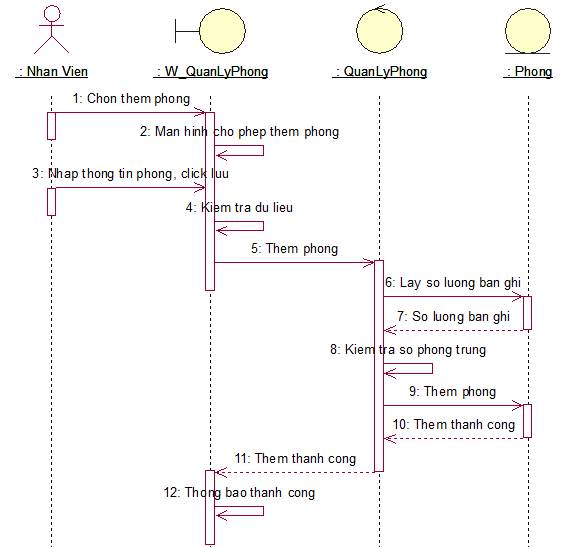 : Nhan Vien
: W_QuanLyPhong
: QuanLyPhong
: Phong
1: Chon them phong
2: Man hinh cho phep them phong
3: Nhap thong tin phong, click luu
4: Kiem tra du lieu
5: Them phong
6: Lay so luong ban ghi
7: So luong ban ghi
8: Kiem tra so phong trung
9: Them phong
10: Them thanh cong
11: Them thanh cong
12: Thong bao thanh cong